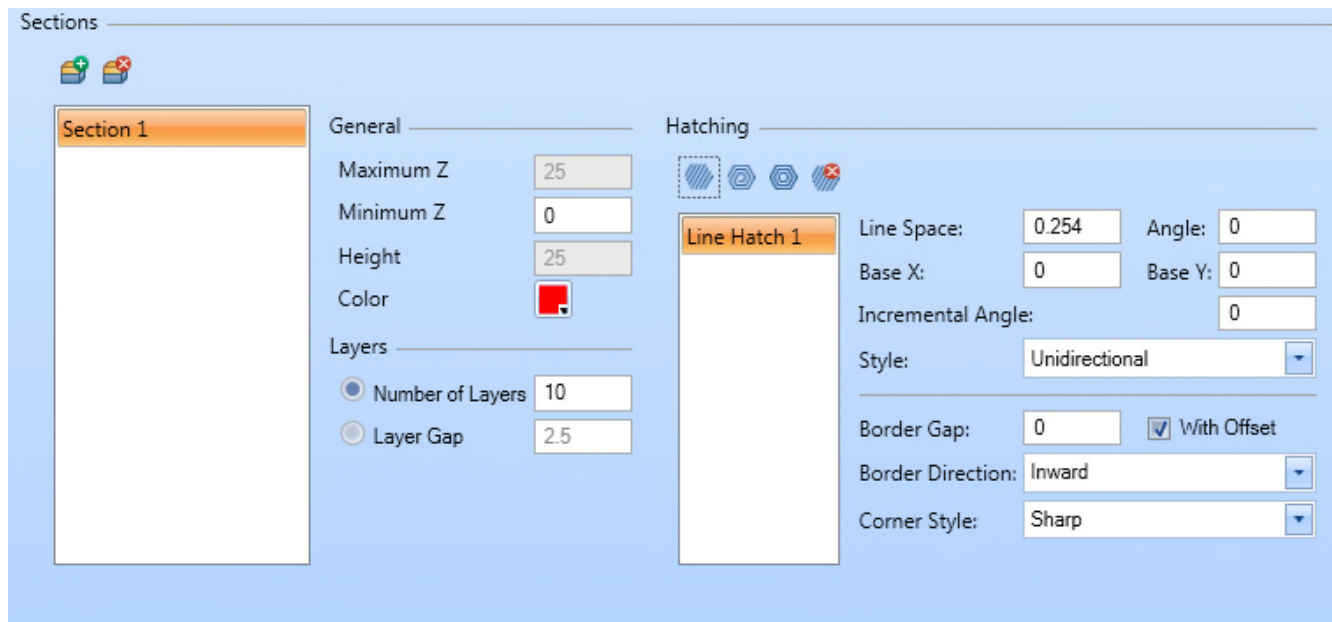 Sections
Section 1
General
Maximum Z 25
Minimum Z 0
Height 25
Color
Layers
Number of Layers 10
Layer Gap 2.5
Hatching
Line Hatch 1
Line Space: 0.254 Angle: 0
Base X: 0 Base Y: 0
Incremental Angle: 0
Style: Unidirectional
Border Gap: 0 With Offset
Border Direction: Inward
Corner Style: Sharp